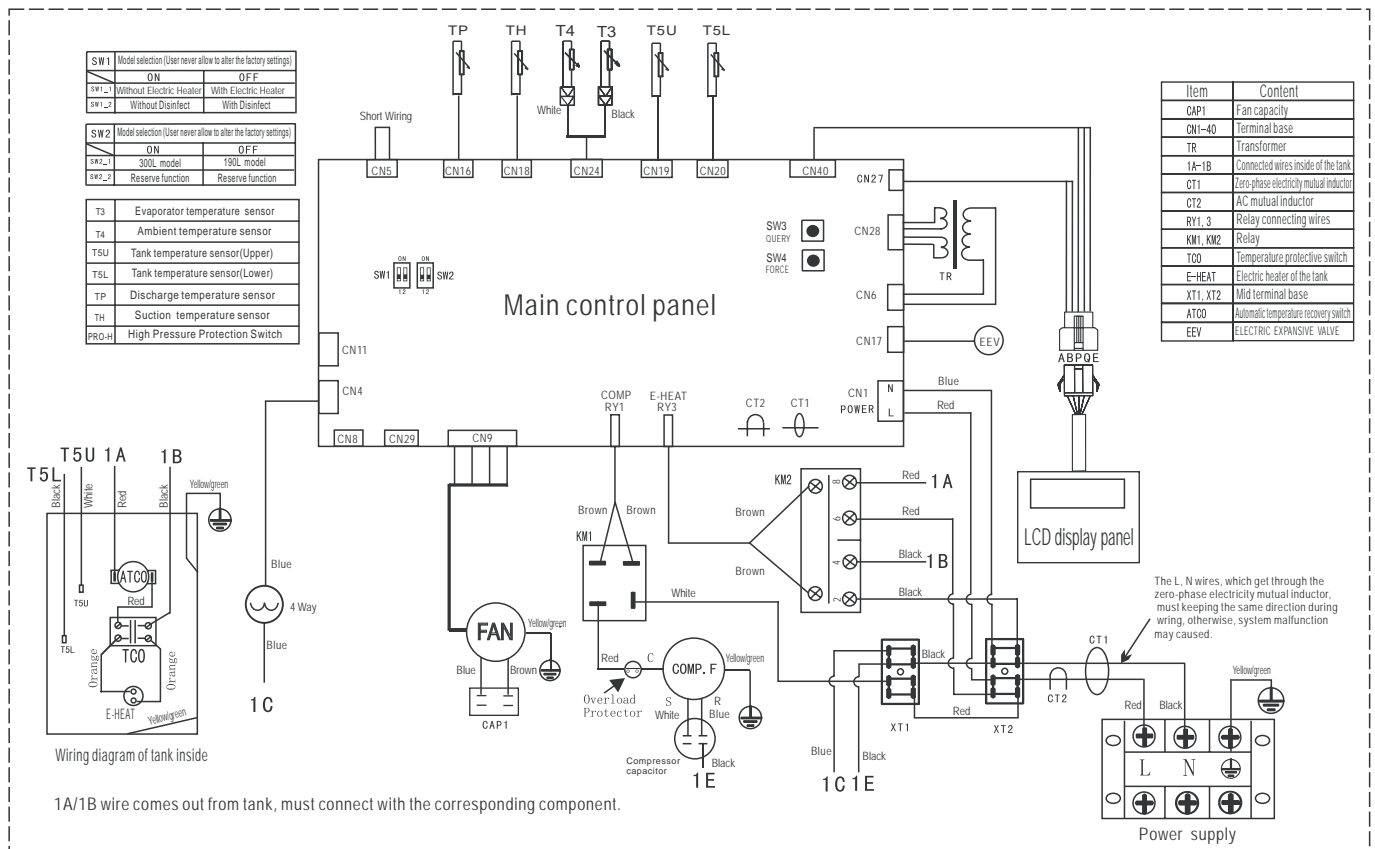 TP
TH
T4
T3
T5U
T5L
White
Black
Short Wiring
CN5
CN16
CN18
CN24
CN19
CN20
CN40
SW1 Model selection (User never allow to alter the factory settings)
ON OFF
SW1_1 Without Electric Heater With Electric Heater
SW1_2 Without Disinfect With Disinfect
SW2 Model selection (User never allow to alter the factory settings)
ON OFF
SW2_1 300L model 190L model
SW2_2 Reserve function Reserve function
T3 Evaporator temperature sensor
T4 Ambient temperature sensor
T5U Tank temperature sensor(Upper)
T5L Tank temperature sensor(Lower)
TP Discharge temperature sensor
TH Suction temperature sensor
PRO-H High Pressure Protection Switch
Item Content
CAP1 Fan capacity
CN1-40 Terminal base
TR Transformer
1A-1B Connected wires inside of the tank
CT1 Zero-phase electricity mutual inductor
CT2 AC mutual inductor
RY1, 3 Relay connecting wires
KM1, KM2 Relay
TCO Temperature protective switch
E-HEAT Electric heater of the tank
XT1, XT2 Mid terminal base
ATCO Automatic temperature recovery switch
EEV ELECTRIC EXPANSIVE VALVE
SW3
QUERY
SW4
FORCE
ON ON
SW1 SW2
12 12
Main control panel
CN27
CN28
TR
CN6
CN17
EEV
CN1
POWER
N
L
Blue
Red
CN11
CN4
CN8
CN29
CN9
COMP
RY1
E-HEAT
RY3
CT2
CT1
ABPQE
LCD display panel
T5L
T5U
1A
1B
Black
White
Red
Black
Yellow/green
ATCO
Red
T5U
T5L
TCO
Orange
Orange
E-HEAT
Yellow/green
Wiring diagram of tank inside
Blue
4 Way
Blue
1C
FAN
Yellow/green
Blue
Brown
CAP1
Brown
Brown
KM1
White
Red
C
COMP. F
Yellow/green
Overload
Protector
S
White
R
Blue
Compressor
capacitor
Black
1E
Brown
Brown
KM2
8
6
4
2
Red
1A
Red
Black
1B
Black
Black
XT1
Red
XT2
Blue
Black
1C
1E
CT2
CT1
The L, N wires, which get through the
zero-phase electricity mutual inductor,
must keeping the same direction during
wiring, otherwise, system malfunction
may caused.
Red
Black
Yellow/green
L N
Power supply
1A/1B wire comes out from tank, must connect with the corresponding component.